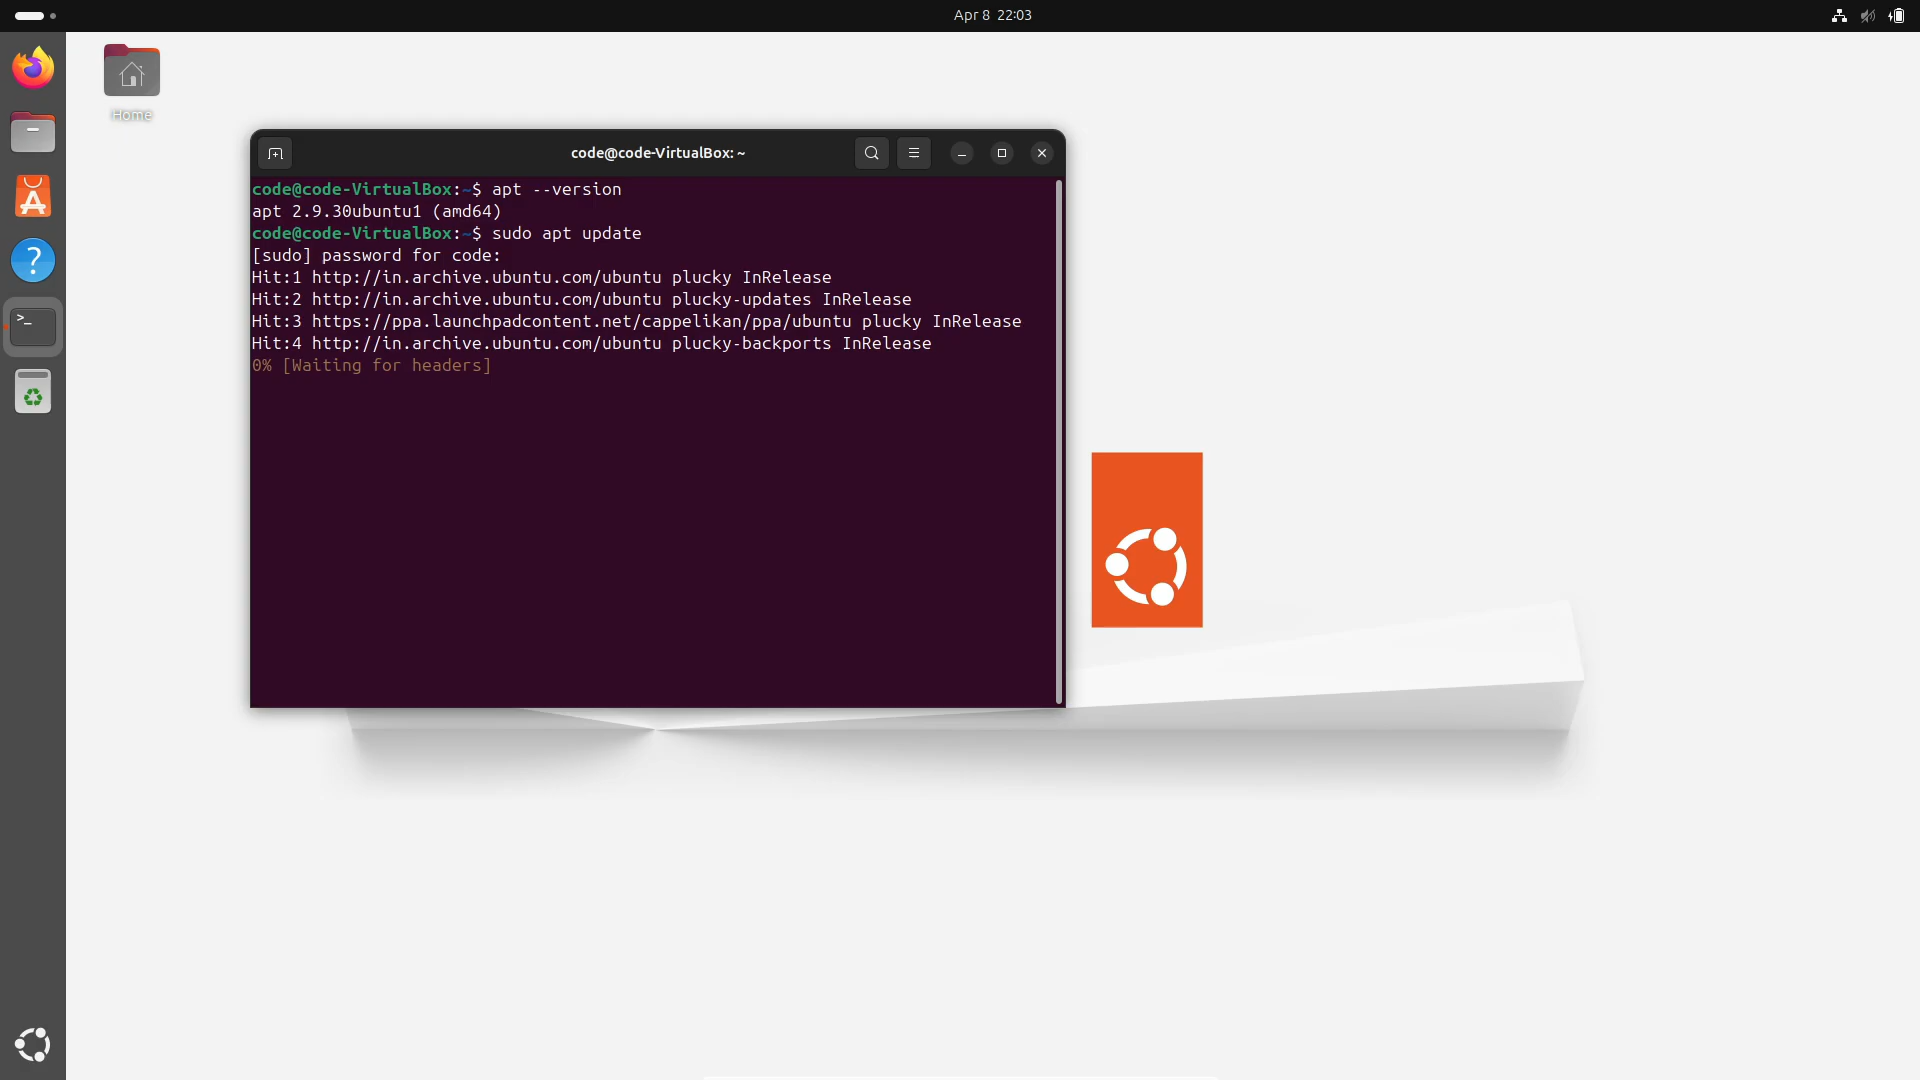 Apr 8 22:03
Home
code@code-VirtualBox: ~
code@code-VirtualBox:~$ apt --version
apt 2.9.30ubuntu1 (amd64)
code@code-VirtualBox:~$ sudo apt update
[sudo] password for code:
Hit:1 http://in.archive.ubuntu.com/ubuntu plucky InRelease
Hit:2 http://in.archive.ubuntu.com/ubuntu plucky-updates InRelease
Hit:3 https://ppa.launchpadcontent.net/cappelikan/ppa/ubuntu plucky InRelease
Hit:4 http://in.archive.ubuntu.com/ubuntu plucky-backports InRelease
0% [Waiting for headers]